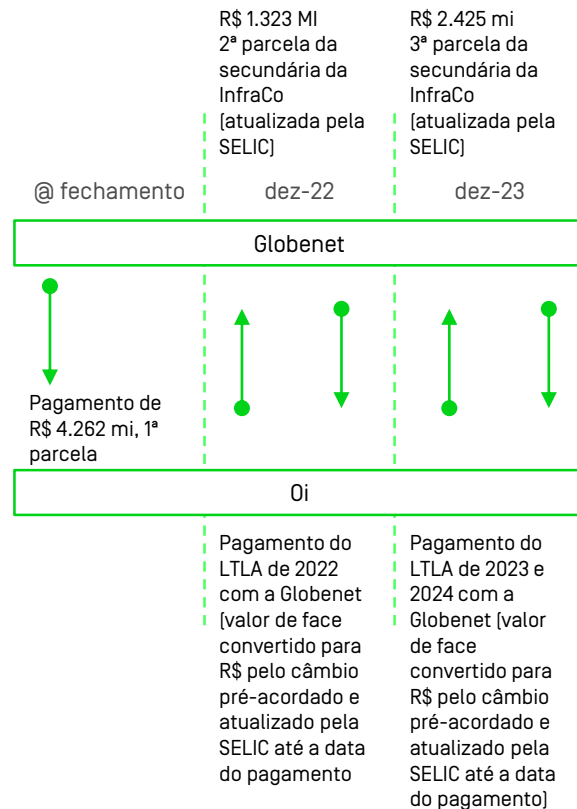 R$ 1.323 MI
2ª parcela da
secundária da
InfraCo
(atualizada pela
SELIC)
R$ 2.425 mi
3ª parcela da
secundária da
InfraCo
(atualizada pela
SELIC)
@ fechamento
dez-22
dez-23
Globenet
Pagamento de
R$ 4.262 mi, 1ª
parcela
Oi
Pagamento do
LTLA de 2022
com a Globenet
(valor de face
convertido para
R$ pelo câmbio
pré-acordado e
atualizado pela
SELIC até a data
do pagamento
Pagamento do
LTLA de 2023 e
2024 com a
Globenet (valor
de face
convertido para
R$ pelo câmbio
pré-acordado e
atualizado pela
SELIC até a data
do pagamento)